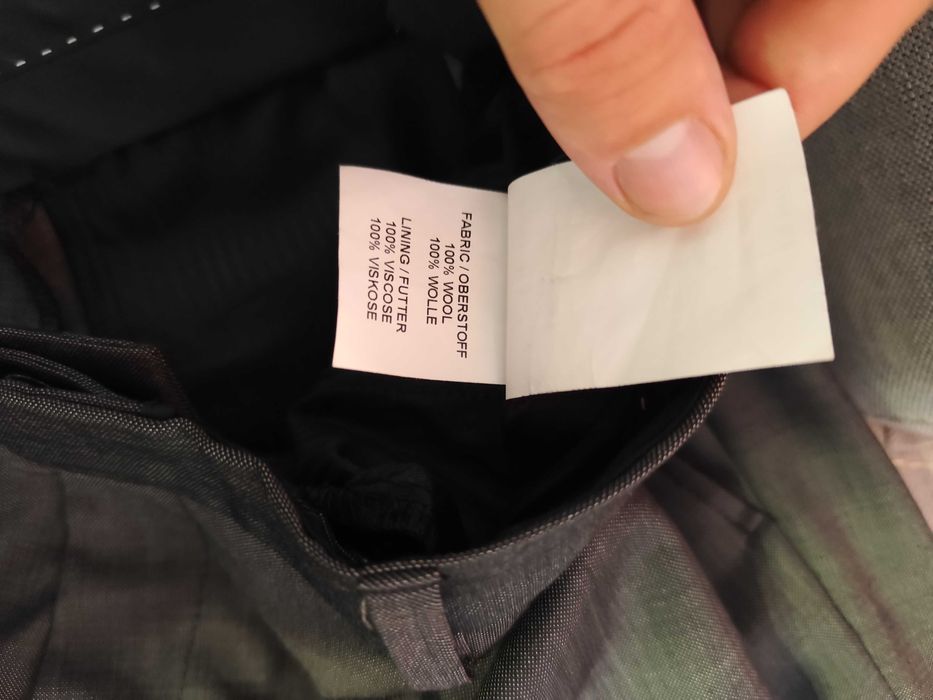 FABRIC / OBERSTOFF
100% WOOL
100% WOLLE
LINING / FUTTER
100% VISCOSE
100% VISKOSE